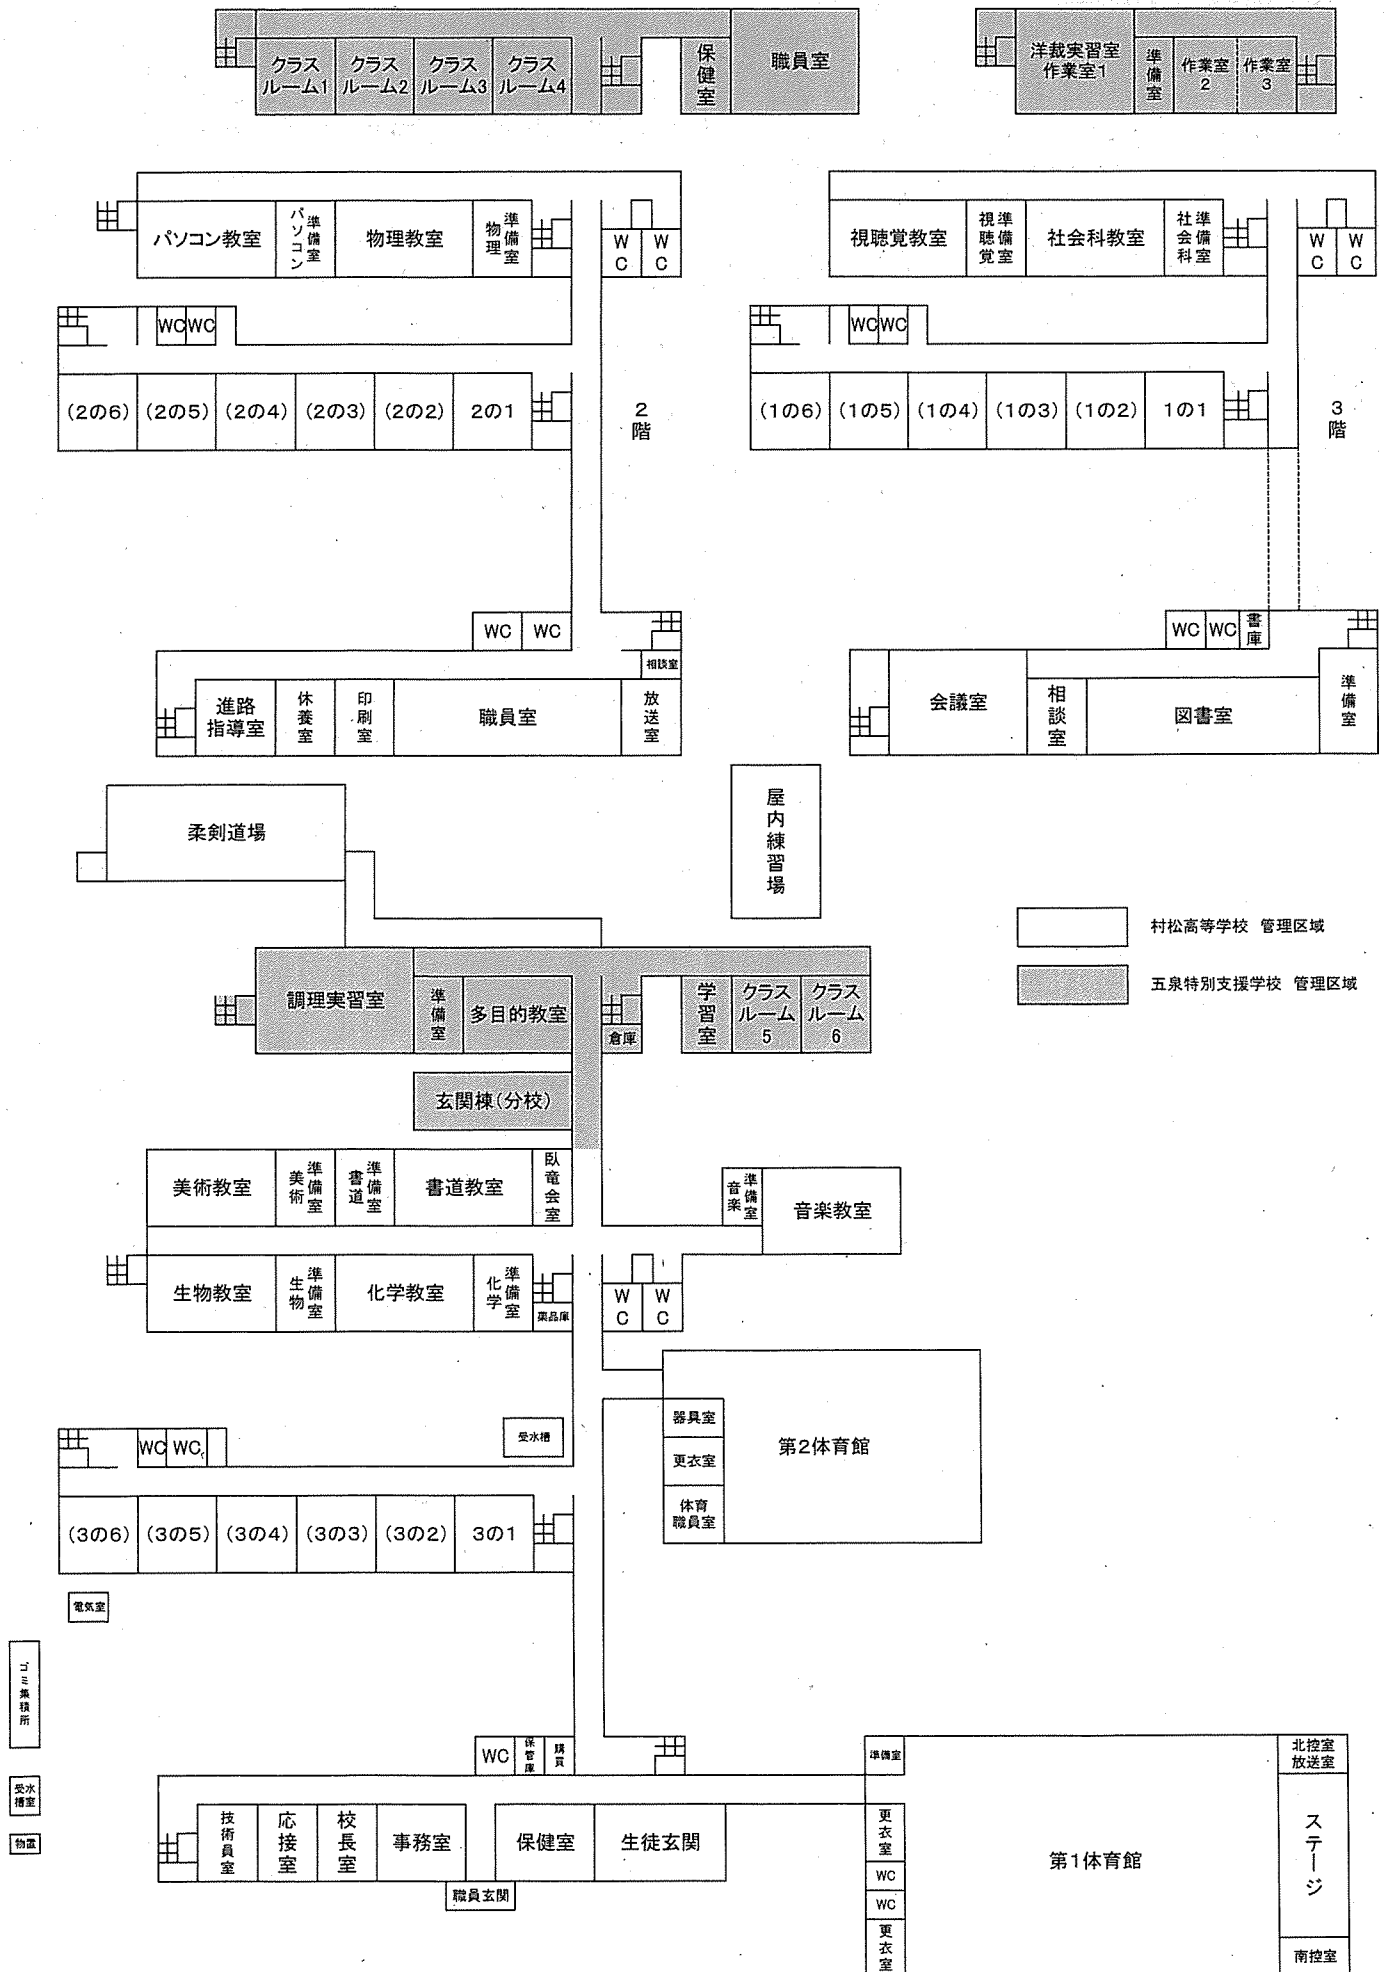 クラス
ルーム1
クラス
ルーム2
クラス
ルーム3
クラス
ルーム4
保健室
職員室
洋裁実習室
作業室1
準備室
作業室
2
作業室
3
パソコン教室
パソコン
準備室
物理教室
物理
準備室
WC
WC
視聴覚教室
視聴覚
準備室
社会科教室
社会科
準備室
WC
WC
WC
WC
(2の6)
(2の5)
(2の4)
(2の3)
(2の2)
2の1
2階
WC
WC
(1の6)
(1の5)
(1の4)
(1の3)
(1の2)
1の1
3階
WC
WC
相談室
進路
指導室
休養室
印刷室
職員室
放送室
WC
WC
書庫
会議室
相談室
図書室
準備室
柔剣道場
屋内練習場
村松高等学校 管理区域
五泉特別支援学校 管理区域
調理実習室
準備室
多目的教室
倉庫
学習室
クラス
ルーム
5
クラス
ルーム
6
玄関棟(分校)
美術教室
美術
準備室
書道
準備室
書道教室
臥竜会室
音楽
準備室
音楽教室
生物教室
生物
準備室
化学教室
化学
準備室
薬品庫
WC
WC
器具室
更衣室
体育
職員室
第2体育館
WC
WC
受水槽
(3の6)
(3の5)
(3の4)
(3の3)
(3の2)
3の1
電気室
ゴミ集積所
受水
槽室
物置
WC
保管庫
購買
技術員室
応接室
校長室
事務室
保健室
生徒玄関
職員玄関
準備室
更衣室
WC
WC
更衣室
第1体育館
北控室
放送室
ステージ
南控室